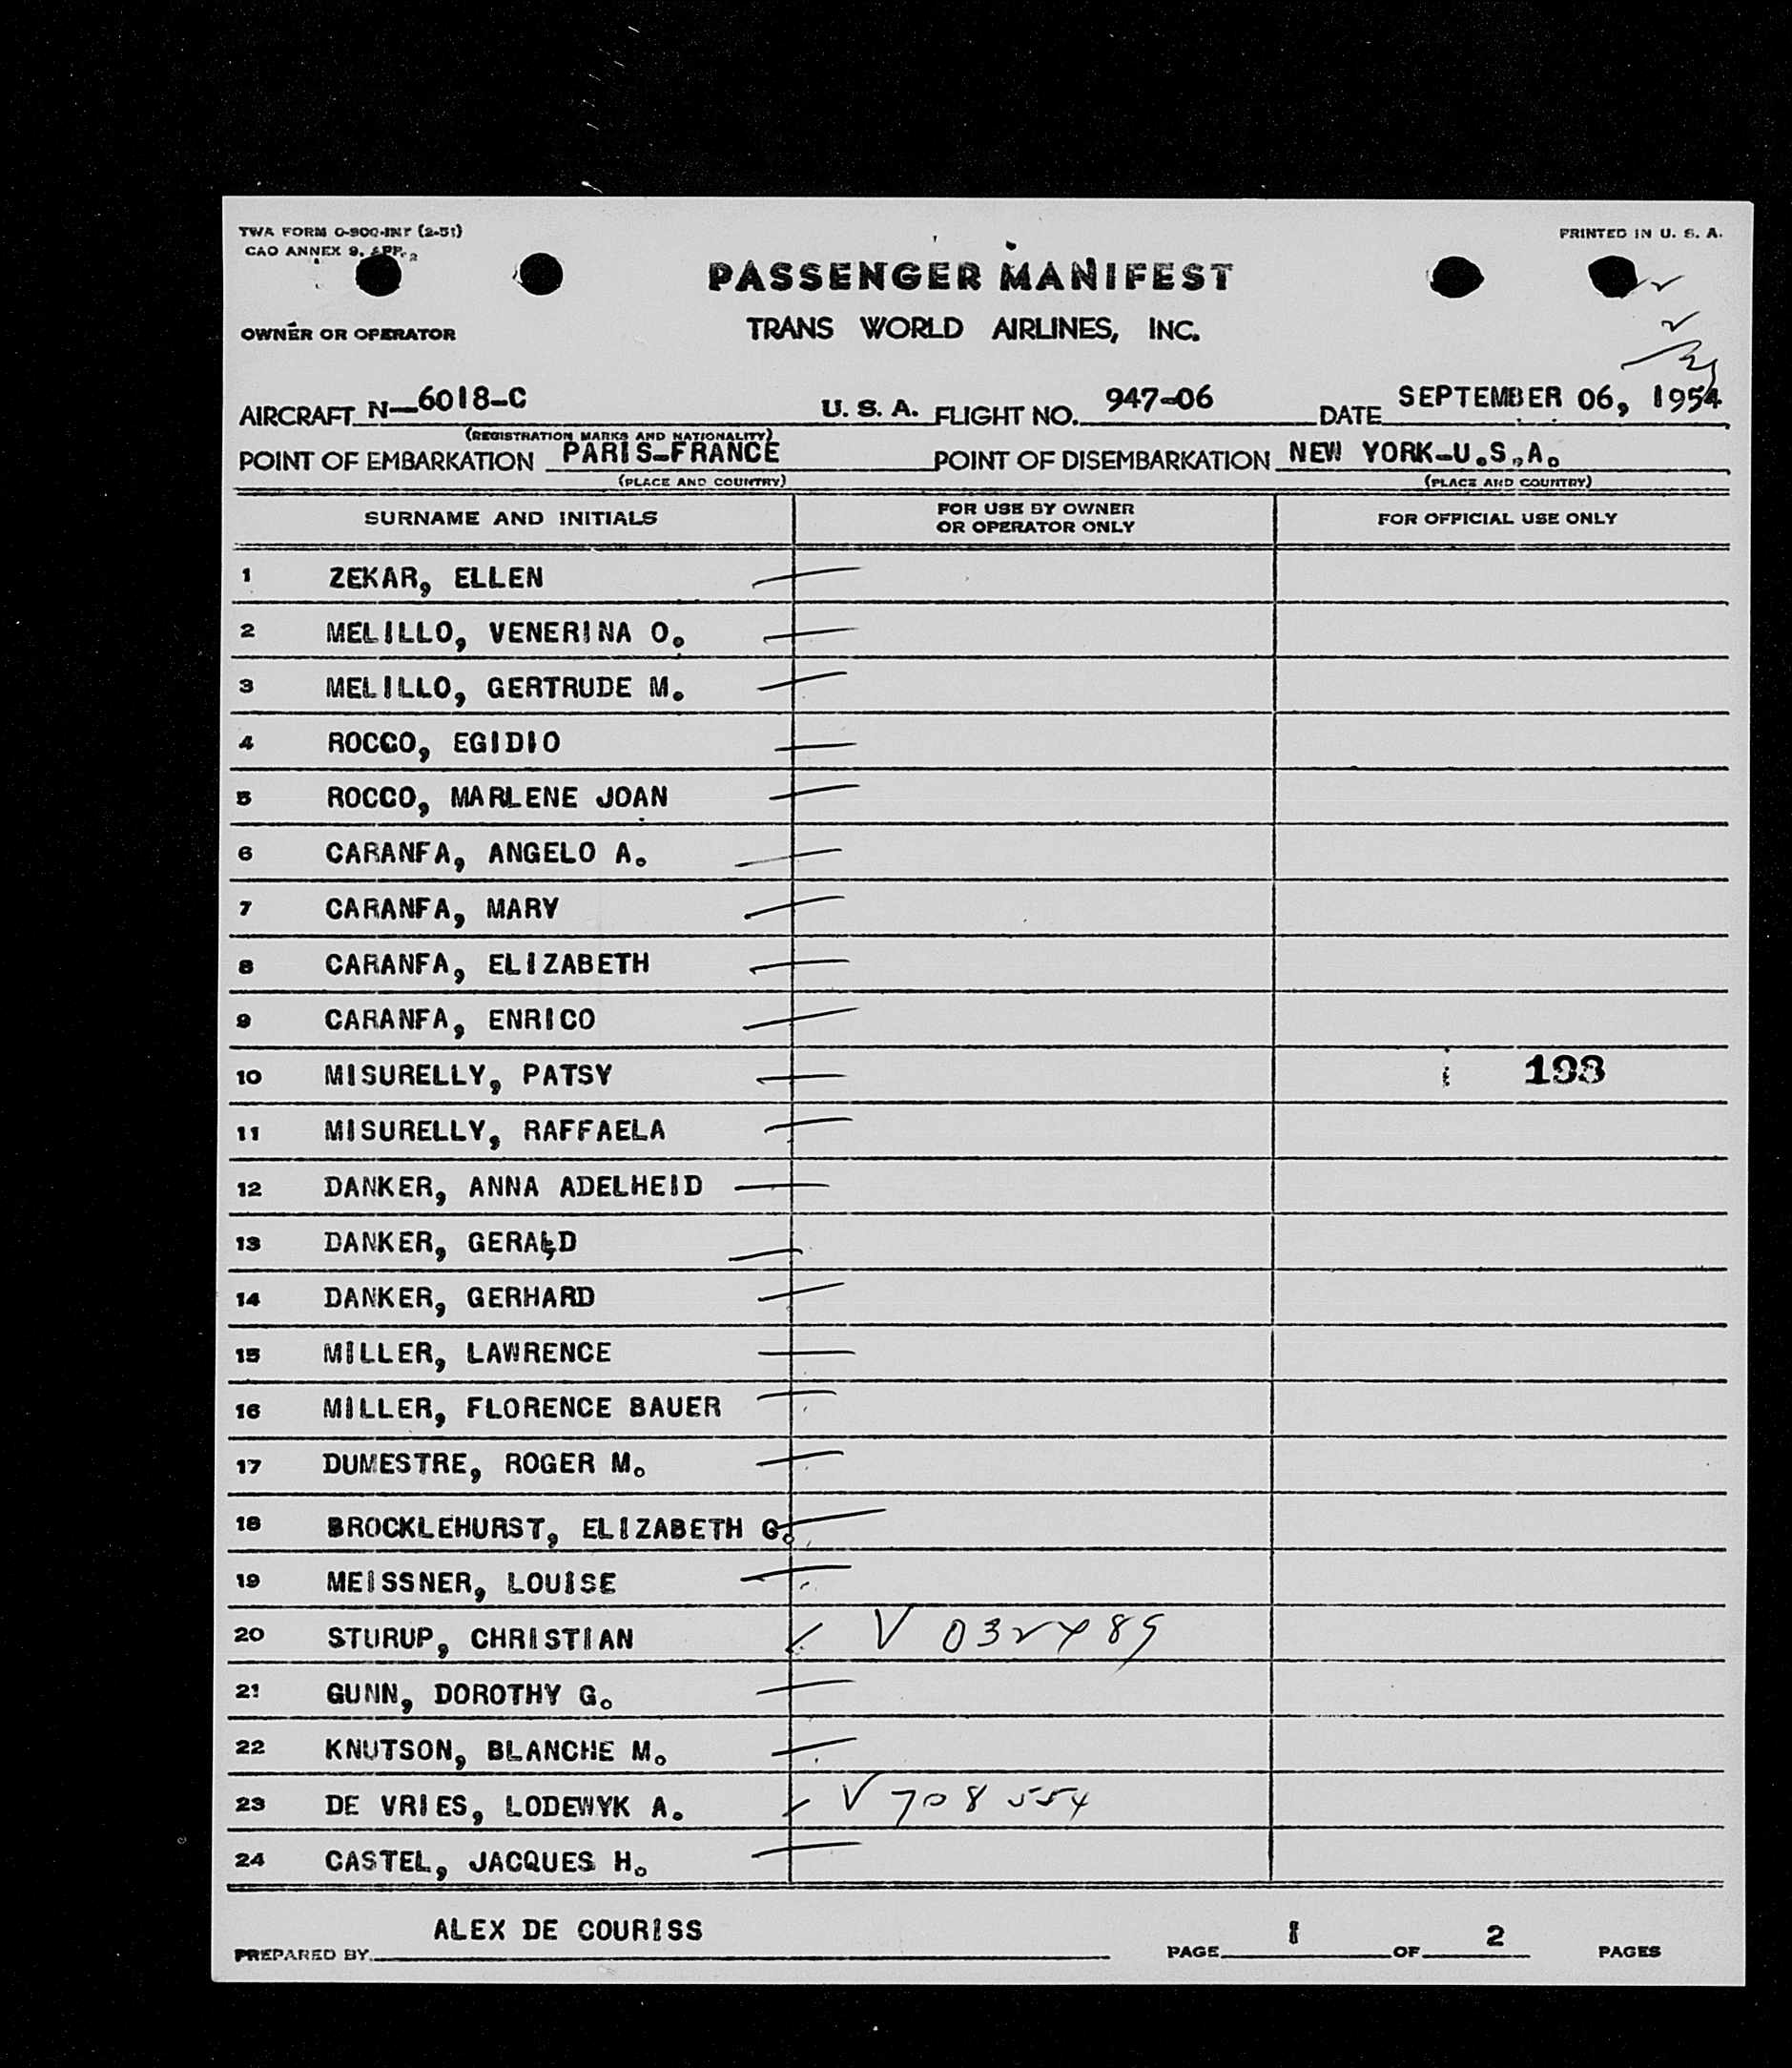 TWA FORM O-900-INT (2-51)
CAO ANNEX 9, APP. 2
PRINTED IN U. S. A.
PASSENGER MANIFEST
OWNER OR OPERATOR
TRANS WORLD AIRLINES, INC.
AIRCRAFT N-6018-C U. S. A. FLIGHT NO. 947-06 DATE SEPTEMBER 06, 1954
(REGISTRATION MARKS AND NATIONALITY)
POINT OF EMBARKATION PARIS-FRANCE POINT OF DISEMBARKATION NEW YORK-U.S.A.
(PLACE AND COUNTRY) (PLACE AND COUNTRY)
SURNAME AND INITIALS FOR USE BY OWNER OR OPERATOR ONLY FOR OFFICIAL USE ONLY
1 ZEKAR, ELLEN
2 MELILLO, VENERINA O.
3 MELILLO, GERTRUDE M.
4 ROCCO, EGIDIO
5 ROCCO, MARLENE JOAN
6 CARANFA, ANGELO A.
7 CARANFA, MARY
8 CARANFA, ELIZABETH
9 CARANFA, ENRICO
10 MISURELLY, PATSY 198
11 MISURELLY, RAFFAELA
12 DANKER, ANNA ADELHEID
13 DANKER, GERALD
14 DANKER, GERHARD
15 MILLER, LAWRENCE
16 MILLER, FLORENCE BAUER
17 DUMESTRE, ROGER M.
18 BROCKLEHURST, ELIZABETH G.
19 MEISSNER, LOUISE
20 STURUP, CHRISTIAN V
21 GUNN, DOROTHY G.
22 KNUTSON, BLANCHE M.
23 DE VRIES, LODEWYK A. V 708554
24 CASTEL, JACQUES H.
ALEX DE COURISS
PREPARED BY PAGE 1 OF 2 PAGES